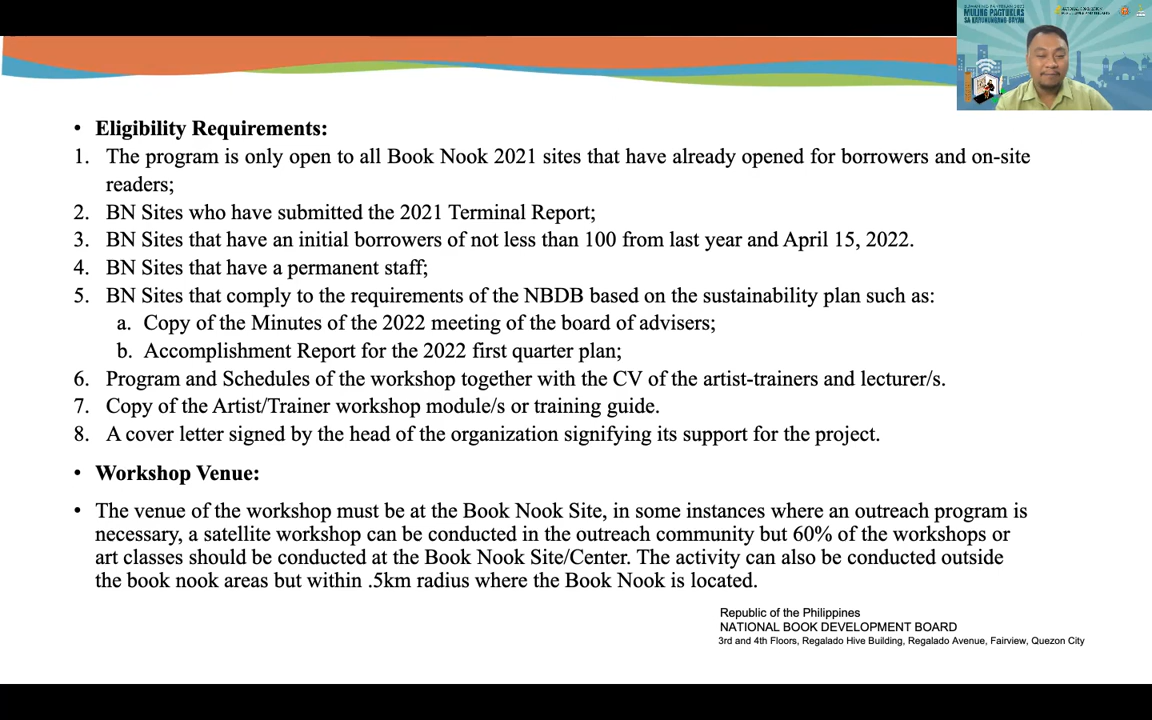 MULING PAGTUKLAS
• Eligibility Requirements:
1. The program is only open to all Book Nook 2021 sites that have already opened for borrowers and on-site
readers;
2. BN Sites who have submitted the 2021 Terminal Report;
3. BN Sites that have an initial borrowers of not less than 100 from last year and April 15, 2022.
4. BN Sites that have a permanent staff;
5. BN Sites that comply to the requirements of the NBDB based on the sustainability plan such as:
a. Copy of the Minutes of the 2022 meeting of the board of advisers;
b. Accomplishment Report for the 2022 first quarter plan;
6. Program and Schedules of the workshop together with the CV of the artist-trainers and lecturer/s.
7. Copy of the Artist/Trainer workshop module/s or training guide.
8. A cover letter signed by the head of the organization signifying its support for the project.
• Workshop Venue:
• The venue of the workshop must be at the Book Nook Site, in some instances where an outreach program is
necessary, a satellite workshop can be conducted in the outreach community but 60% of the workshops or
art classes should be conducted at the Book Nook Site/Center. The activity can also be conducted outside
the book nook areas but within .5km radius where the Book Nook is located.
Republic of the Philippines
NATIONAL BOOK DEVELOPMENT BOARD
3rd and 4th Floors, Regalado Hive Building, Regalado Avenue, Fairview, Quezon City